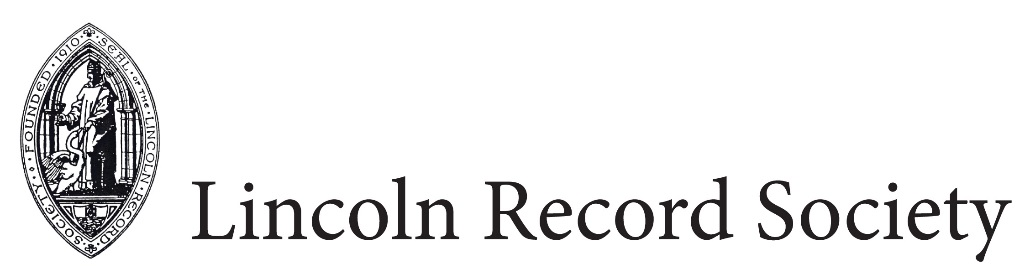 SEAL · OF THE · LINCOLN · RECORD · SOCIETY · FOUNDED · 1910 ·
Lincoln Record Society